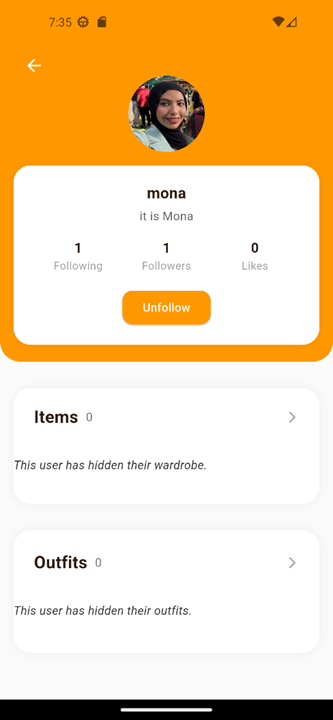 7:35
mona
it is Mona
1 1 0
Following Followers Likes
Unfollow
Items 0
This user has hidden their wardrobe.
Outfits 0
This user has hidden their outfits.